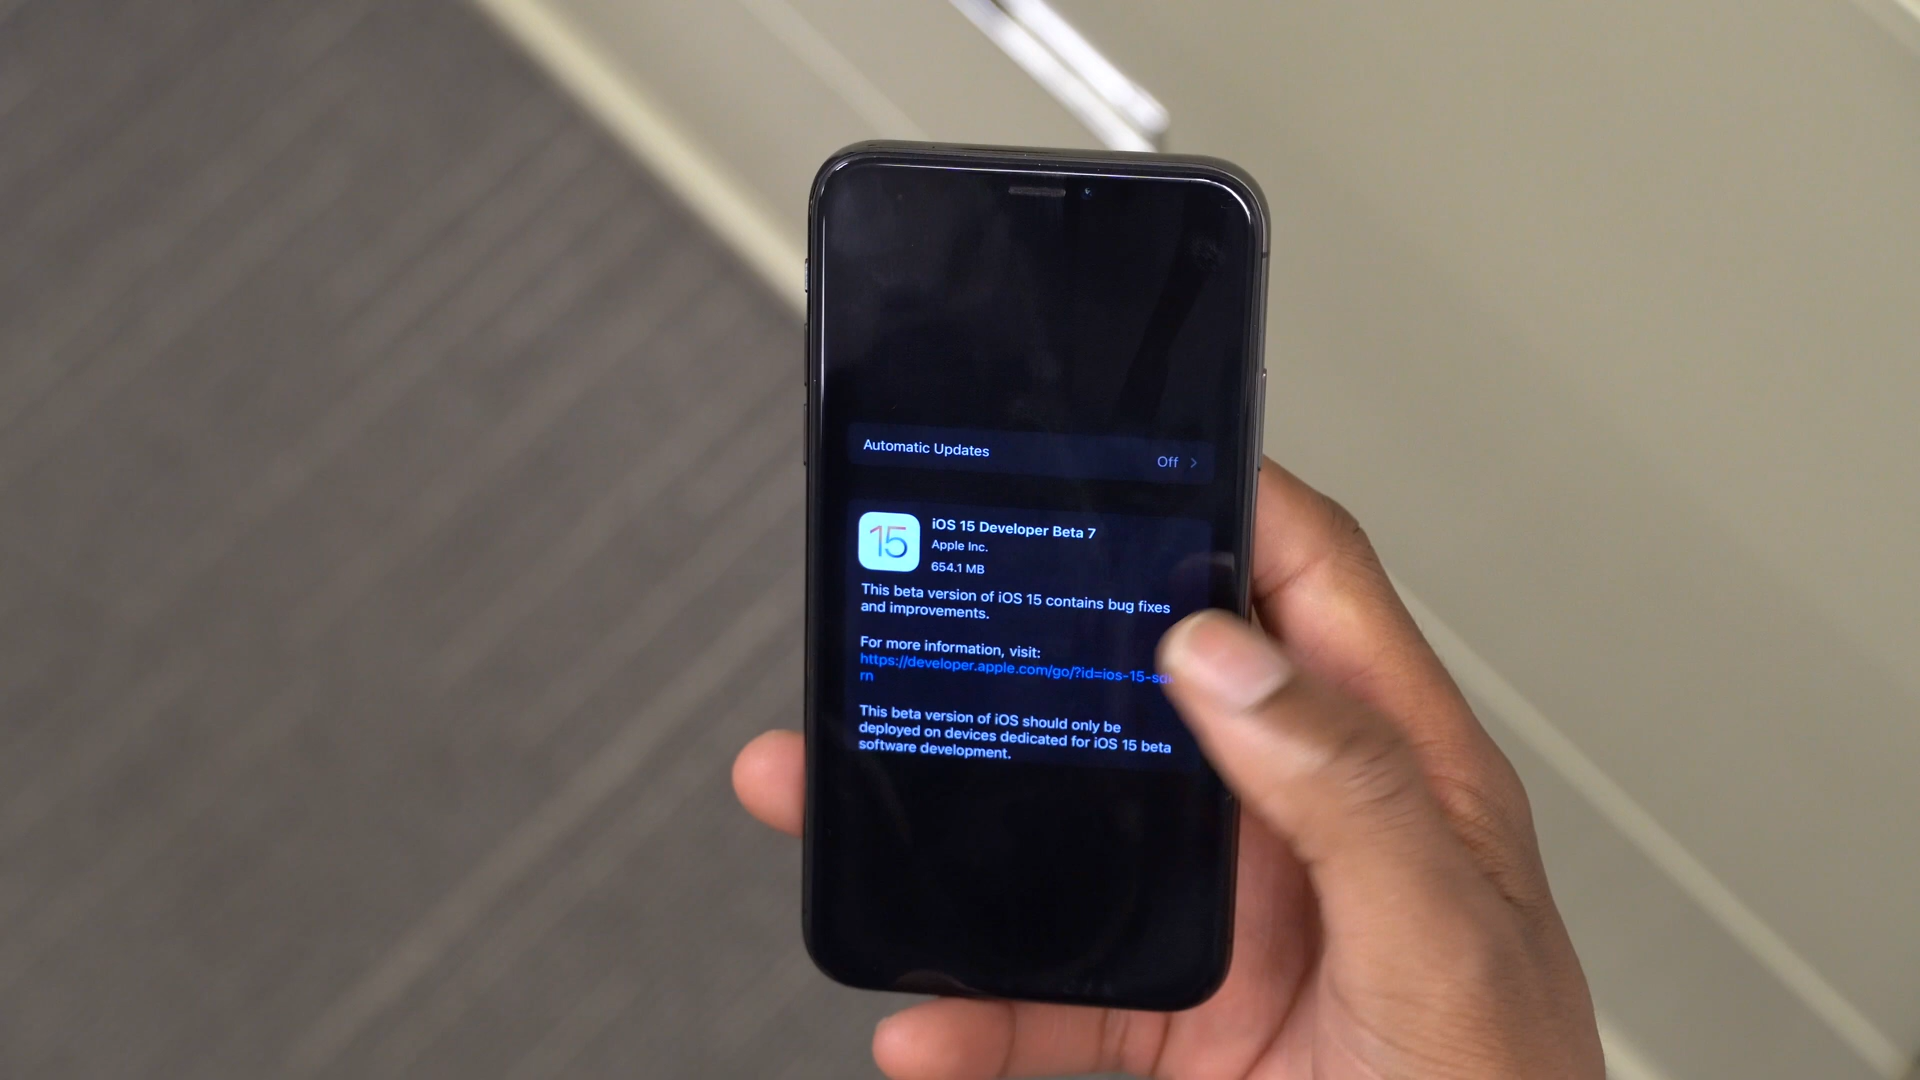 Automatic Updates
Off
15
iOS 15 Developer Beta 7
Apple Inc.
654.1 MB
This beta version of iOS 15 contains bug fixes
and improvements.
For more information, visit:
https://developer.apple.com/go/?id=ios-15-sd
rn
This beta version of iOS should only be
deployed on devices dedicated for iOS 15 beta
software development.